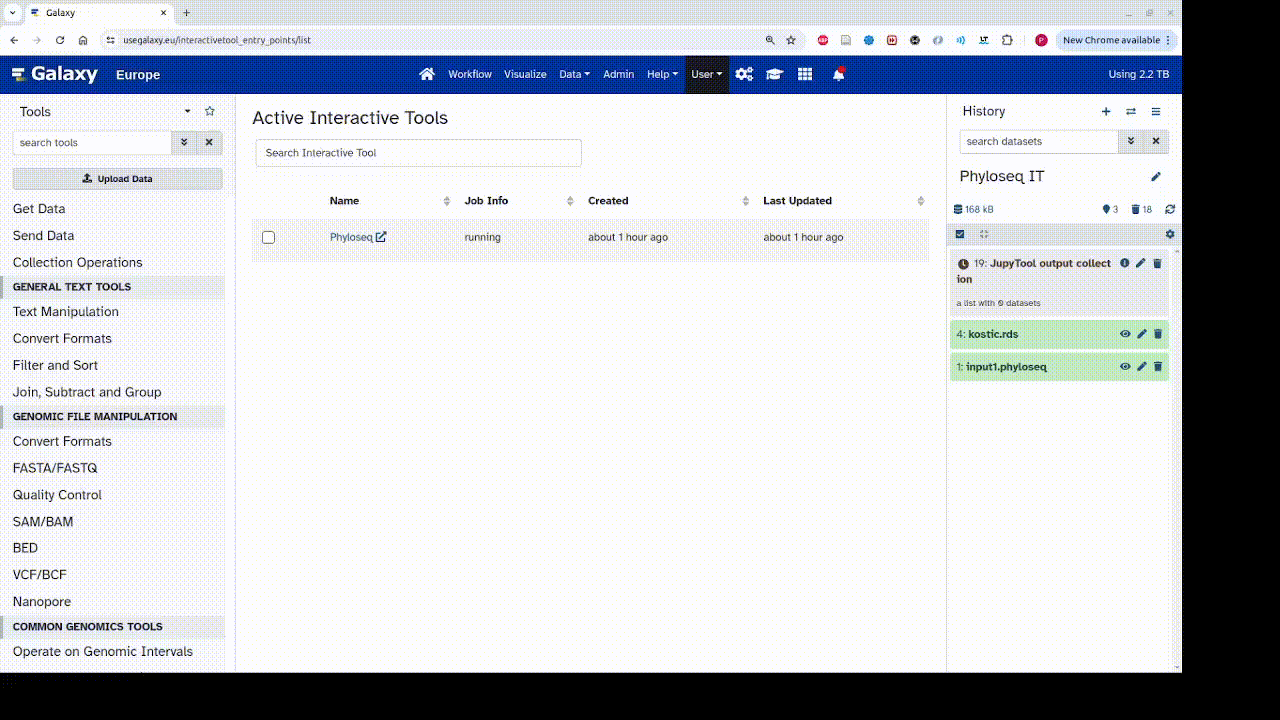 Galaxy
usegalaxy.eu/interactivetool_entry_points/list
New Chrome available
Galaxy Europe
Workflow Visualize Data Admin Help User
Using 2.2 TB
Tools
search tools
Upload Data
Get Data
Send Data
Collection Operations
GENERAL TEXT TOOLS
Text Manipulation
Convert Formats
Filter and Sort
Join, Subtract and Group
GENOMIC FILE MANIPULATION
Convert Formats
FASTA/FASTQ
Quality Control
SAM/BAM
BED
VCF/BCF
Nanopore
COMMON GENOMICS TOOLS
Operate on Genomic Intervals
Active Interactive Tools
Search Interactive Tool
Name Job Info Created Last Updated
Phyloseq running about 1 hour ago about 1 hour ago
History
search datasets
Phyloseq IT
168 kB 3 18
19: JupyTool output collect
ion
a list with 0 datasets
4: kostic.rds
1: input1.phyloseq